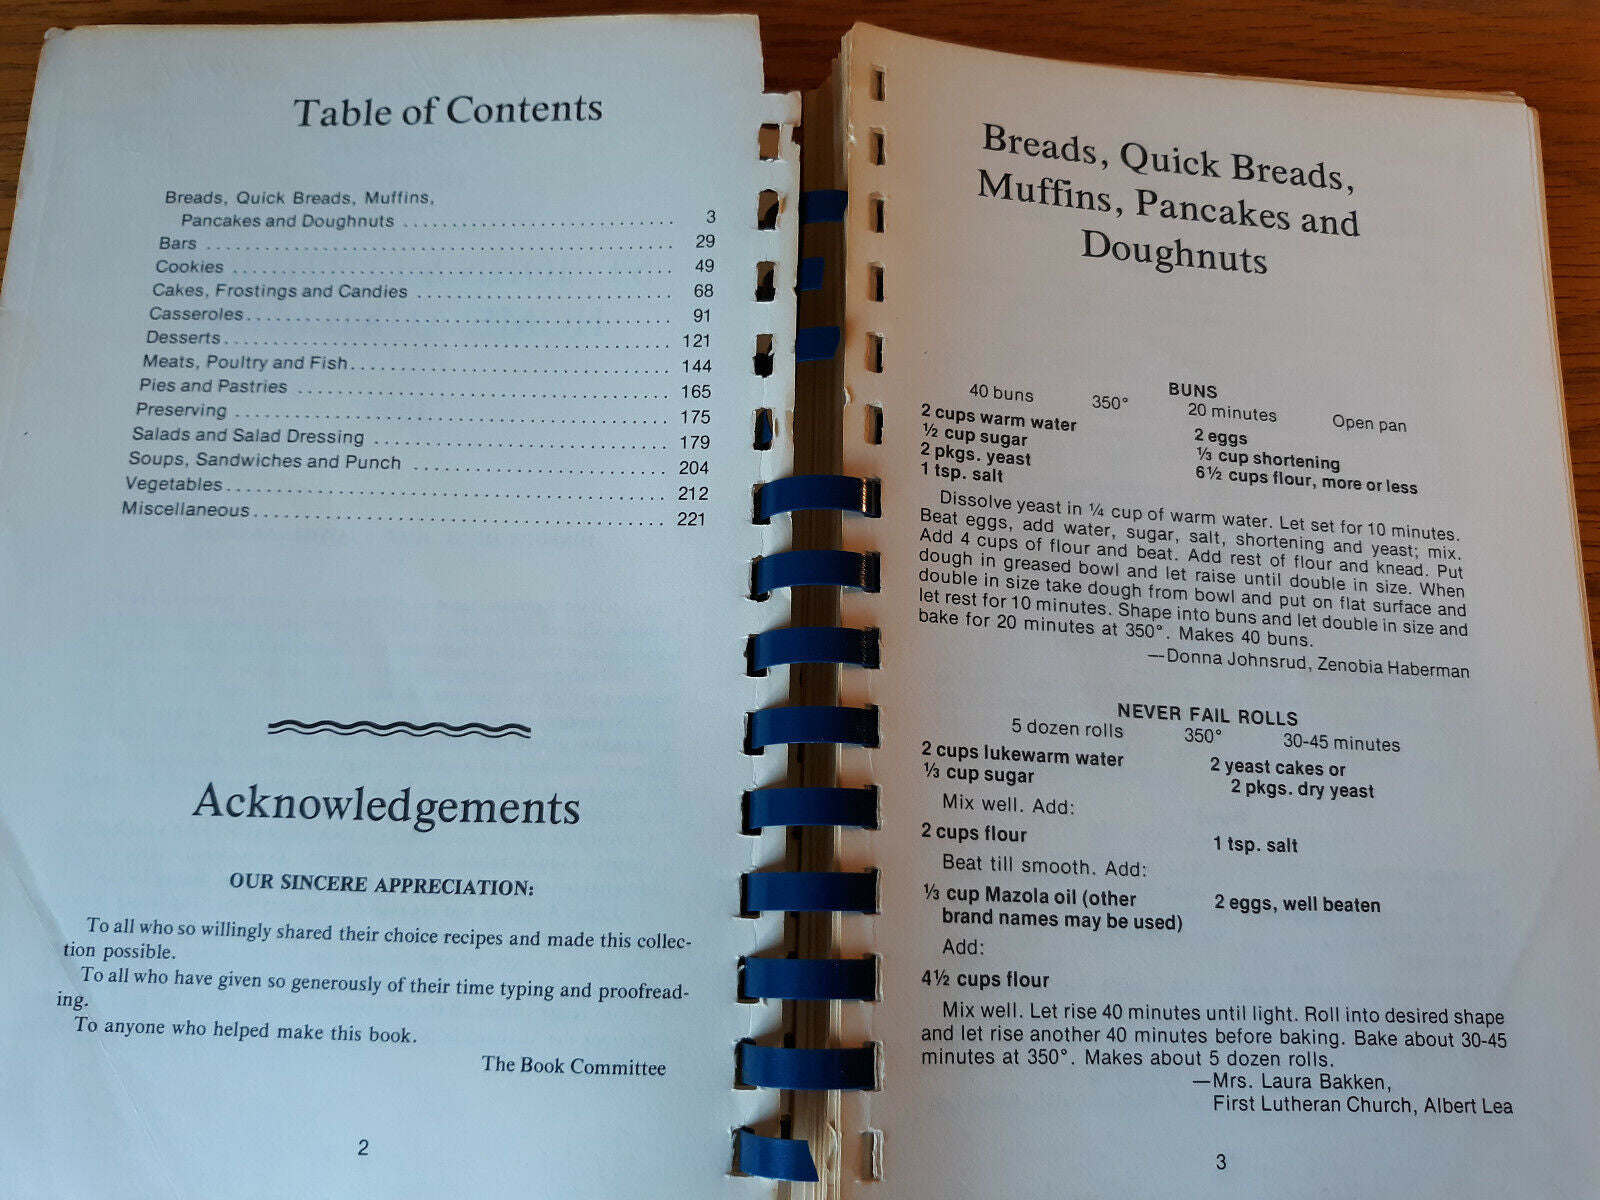 Table of Contents
Breads, Quick Breads, Muffins,
Pancakes and Doughnuts ............................ 3
Bars ................................................ 29
Cookies ............................................. 49
Cakes, Frostings and Candies .......................... 68
Casseroles........................................... 91
Desserts............................................. 121
Meats, Poultry and Fish................................ 144
Pies and Pastries ...................................... 165
Preserving ............................................ 175
Salads and Salad Dressing .............................. 179
Soups, Sandwiches and Punch .......................... 204
Vegetables............................................ 212
Miscellaneous......................................... 221
Acknowledgements
OUR SINCERE APPRECIATION:
To all who so willingly shared their choice recipes and made this collec-
tion possible.
To all who have given so generously of their time typing and proofread-
ing.
To anyone who helped make this book.
The Book Committee
2
Breads, Quick Breads,
Muffins, Pancakes and
Doughnuts
BUNS
40 buns 350° 20 minutes Open pan
2 cups warm water 2 eggs
½ cup sugar ⅓ cup shortening
2 pkgs. yeast 6½ cups flour, more or less
1 tsp. salt
Dissolve yeast in ¼ cup of warm water. Let set for 10 minutes.
Beat eggs, add water, sugar, salt, shortening and yeast; mix.
Add 4 cups of flour and beat. Add rest of flour and knead. Put
dough in greased bowl and let raise until double in size. When
double in size take dough from bowl and put on flat surface and
let rest for 10 minutes. Shape into buns and let double in size and
bake for 20 minutes at 350°. Makes 40 buns.
—Donna Johnsrud, Zenobia Haberman
NEVER FAIL ROLLS
5 dozen rolls 350° 30-45 minutes
2 cups lukewarm water 2 yeast cakes or
⅓ cup sugar 2 pkgs. dry yeast
Mix well. Add:
2 cups flour 1 tsp. salt
Beat till smooth. Add:
⅓ cup Mazola oil (other 2 eggs, well beaten
brand names may be used)
Add:
4½ cups flour
Mix well. Let rise 40 minutes until light. Roll into desired shape
and let rise another 40 minutes before baking. Bake about 30-45
minutes at 350°. Makes about 5 dozen rolls.
—Mrs. Laura Bakken,
First Lutheran Church, Albert Lea
3